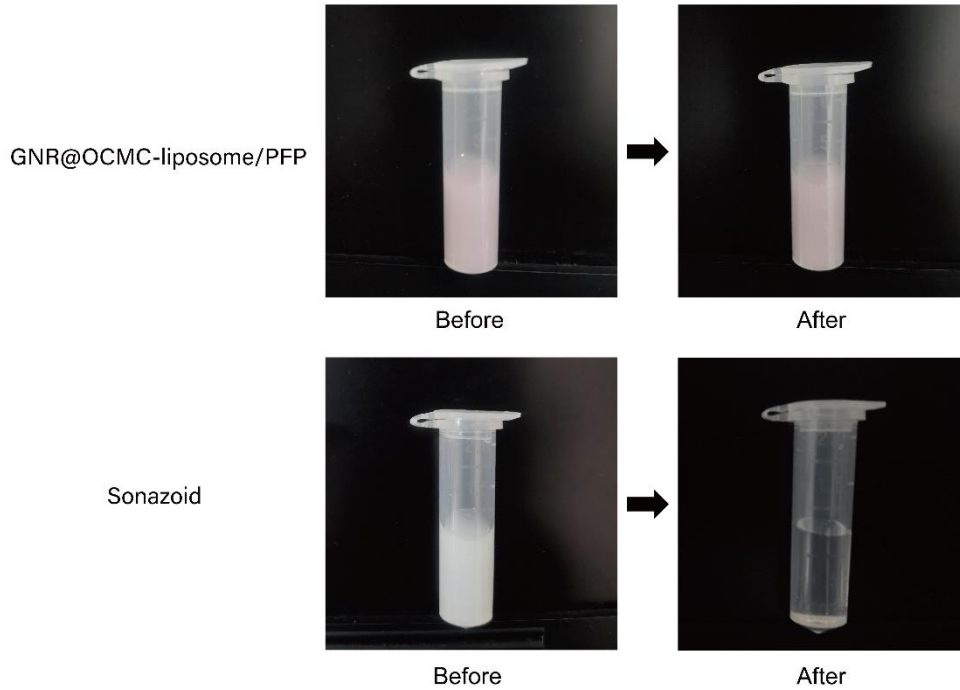 GNR@OCMC-liposome/PFP
Before
After
Sonazoid
Before
After